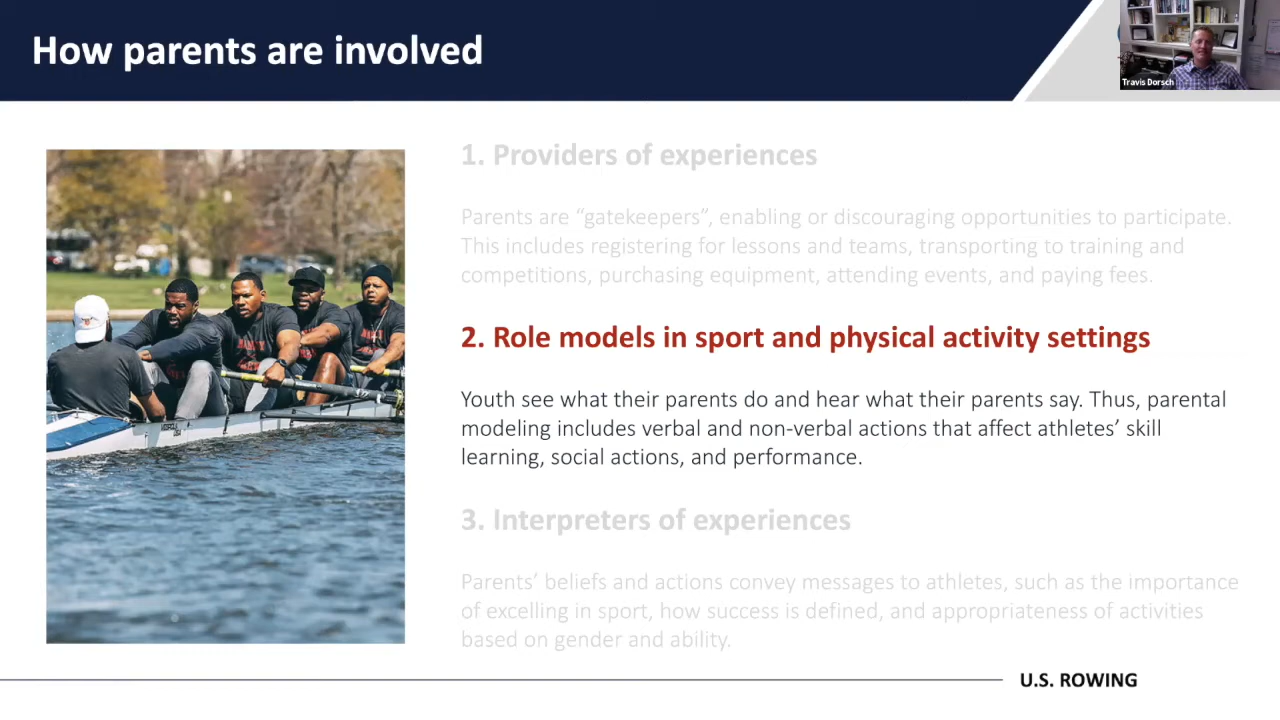 How parents are involved
Travis Dorsch
1. Providers of experiences
Parents are “gatekeepers”, enabling or discouraging opportunities to participate.
This includes registering for lessons and teams, transporting to training and
competitions, purchasing equipment, attending events, and paying fees.
2. Role models in sport and physical activity settings
Youth see what their parents do and hear what their parents say. Thus, parental
modeling includes verbal and non-verbal actions that affect athletes’ skill
learning, social actions, and performance.
3. Interpreters of experiences
Parents’ beliefs and actions convey messages to athletes, such as the importance
of excelling in sport, how success is defined, and appropriateness of activities
based on gender and ability.
U.S. ROWING